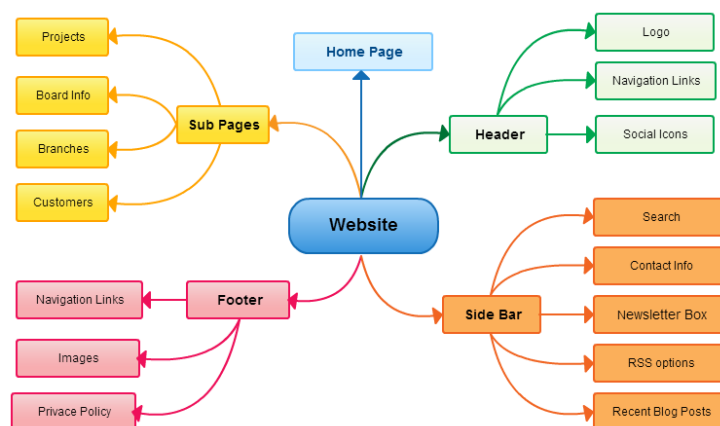 Projects
Home Page
Logo
Board Info
Navigation Links
Sub Pages
Header
Social Icons
Branches
Customers
Website
Search
Contact Info
Navigation Links
Footer
Side Bar
Newsletter Box
Images
RSS options
Privace Policy
Recent Blog Posts